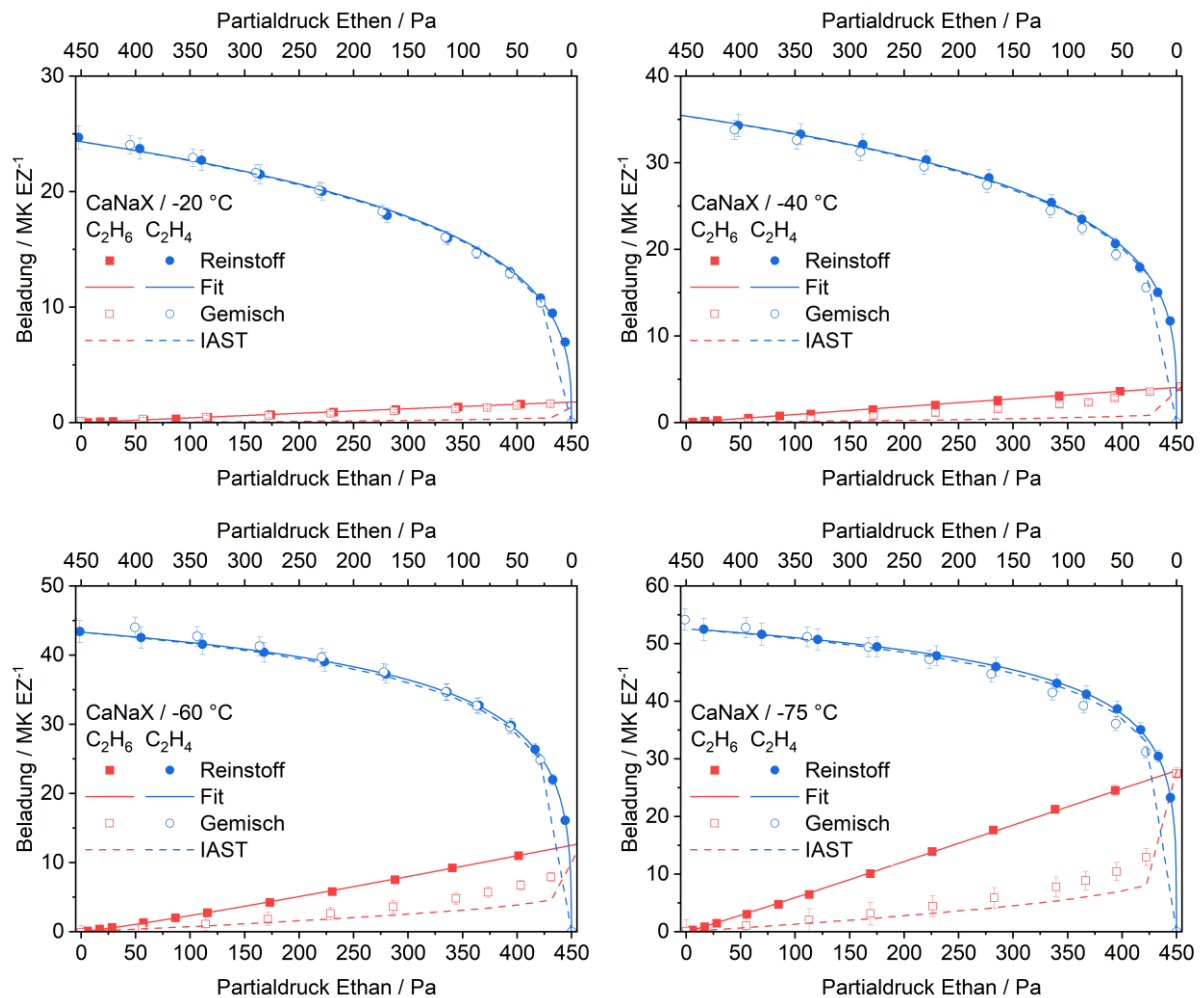 Partialdruck Ethen / Pa
450 400 350 300 250 200 150 100 50 0
30
20
10
0
Beladung / MK EZ⁻¹
CaNaX / -20 °C
C₂H₆ C₂H₄
Reinstoff
Fit
Gemisch
IAST
0 50 100 150 200 250 300 350 400 450
Partialdruck Ethan / Pa
Partialdruck Ethen / Pa
450 400 350 300 250 200 150 100 50 0
40
30
20
10
0
Beladung / MK EZ⁻¹
CaNaX / -40 °C
C₂H₆ C₂H₄
Reinstoff
Fit
Gemisch
IAST
0 50 100 150 200 250 300 350 400 450
Partialdruck Ethan / Pa
Partialdruck Ethen / Pa
450 400 350 300 250 200 150 100 50 0
50
40
30
20
10
0
Beladung / MK EZ⁻¹
CaNaX / -60 °C
C₂H₆ C₂H₄
Reinstoff
Fit
Gemisch
IAST
0 50 100 150 200 250 300 350 400 450
Partialdruck Ethan / Pa
Partialdruck Ethen / Pa
450 400 350 300 250 200 150 100 50 0
60
50
40
30
20
10
0
Beladung / MK EZ⁻¹
CaNaX / -75 °C
C₂H₆ C₂H₄
Reinstoff
Fit
Gemisch
IAST
0 50 100 150 200 250 300 350 400 450
Partialdruck Ethan / Pa